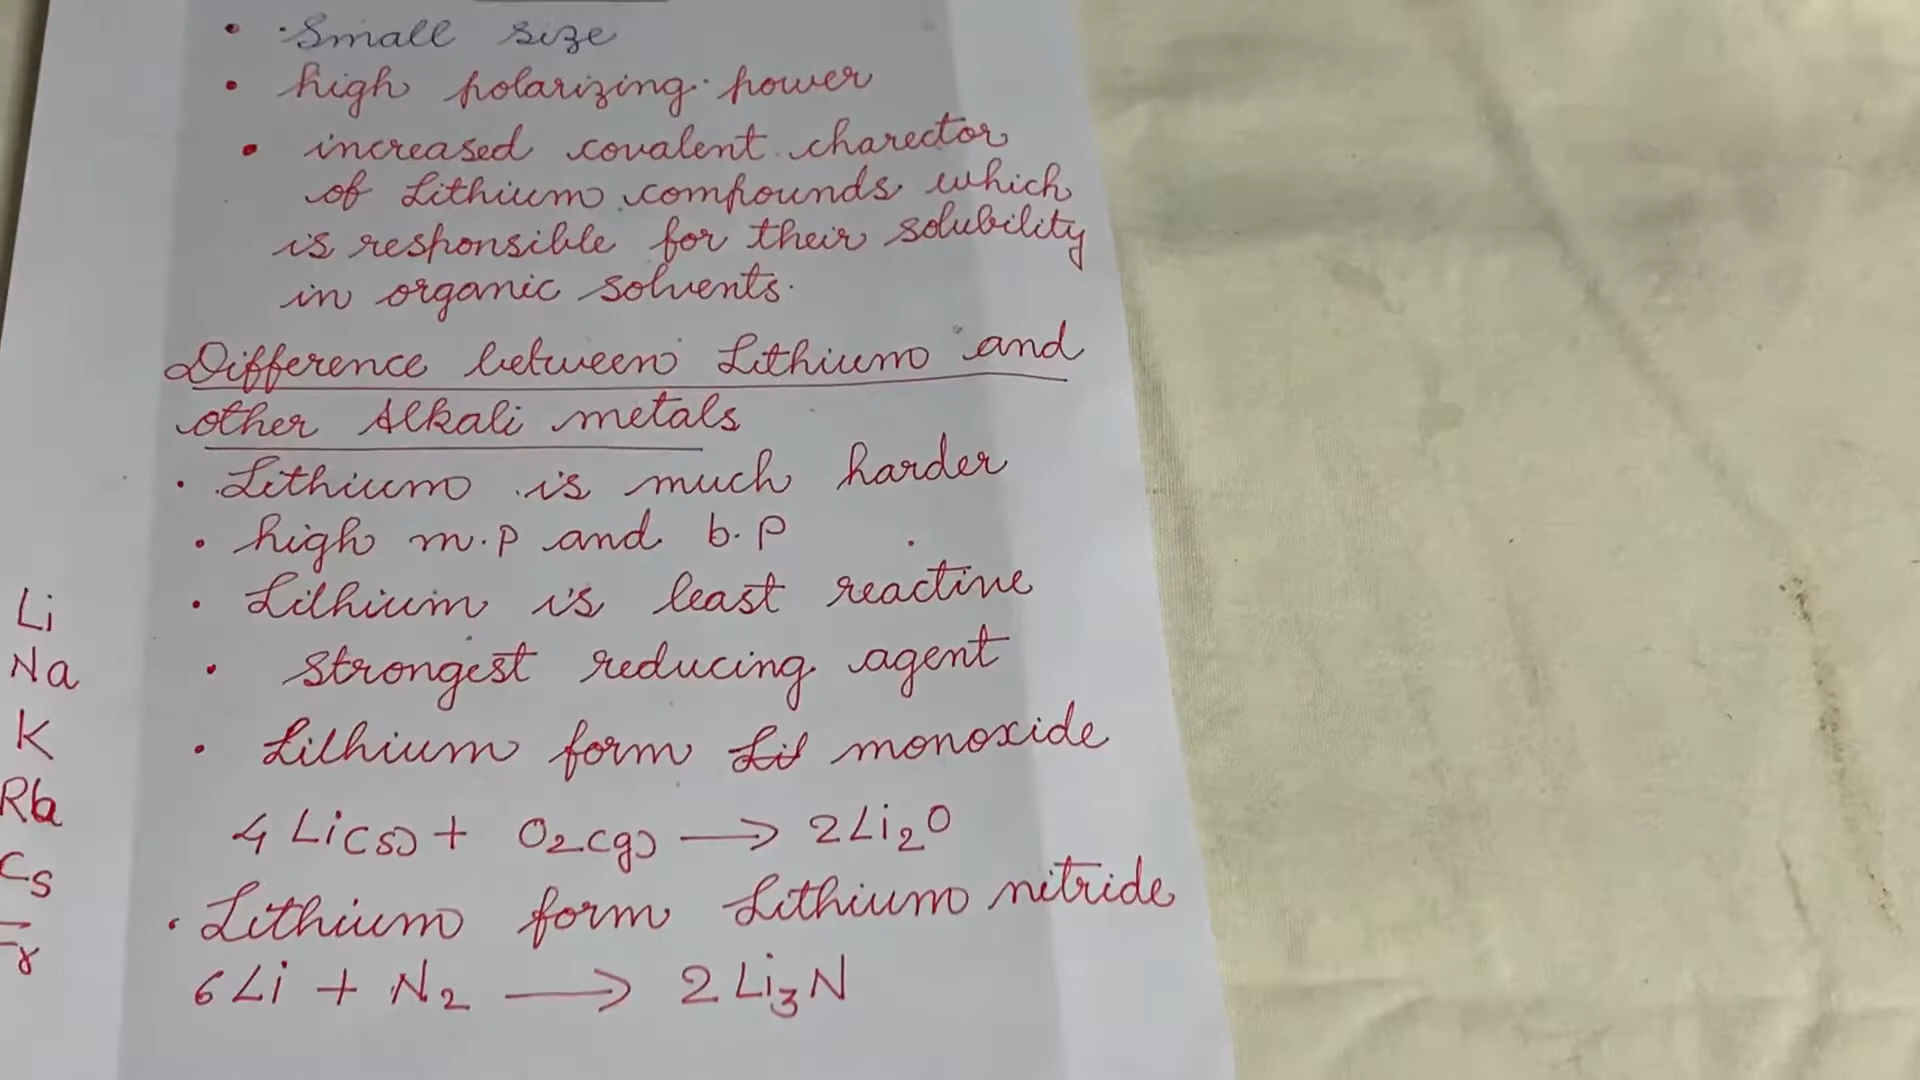 • Small size
• high polarizing power
• increased covalent charector
of Lithium compounds which
is responsible for their solubility
in organic solvents.
Difference between Lithium and
other Alkali metals
• Lithium is much harder
• high m.p and b.p
• Lithium is least reactive
• Strongest reducing agent
• Lithium form monoxide
4 Li(s) + O2(g) → 2Li2O
• Lithium form Lithium nitride
6Li + N2 → 2Li3N
Li
Na
K
Rb
Cs
Fr